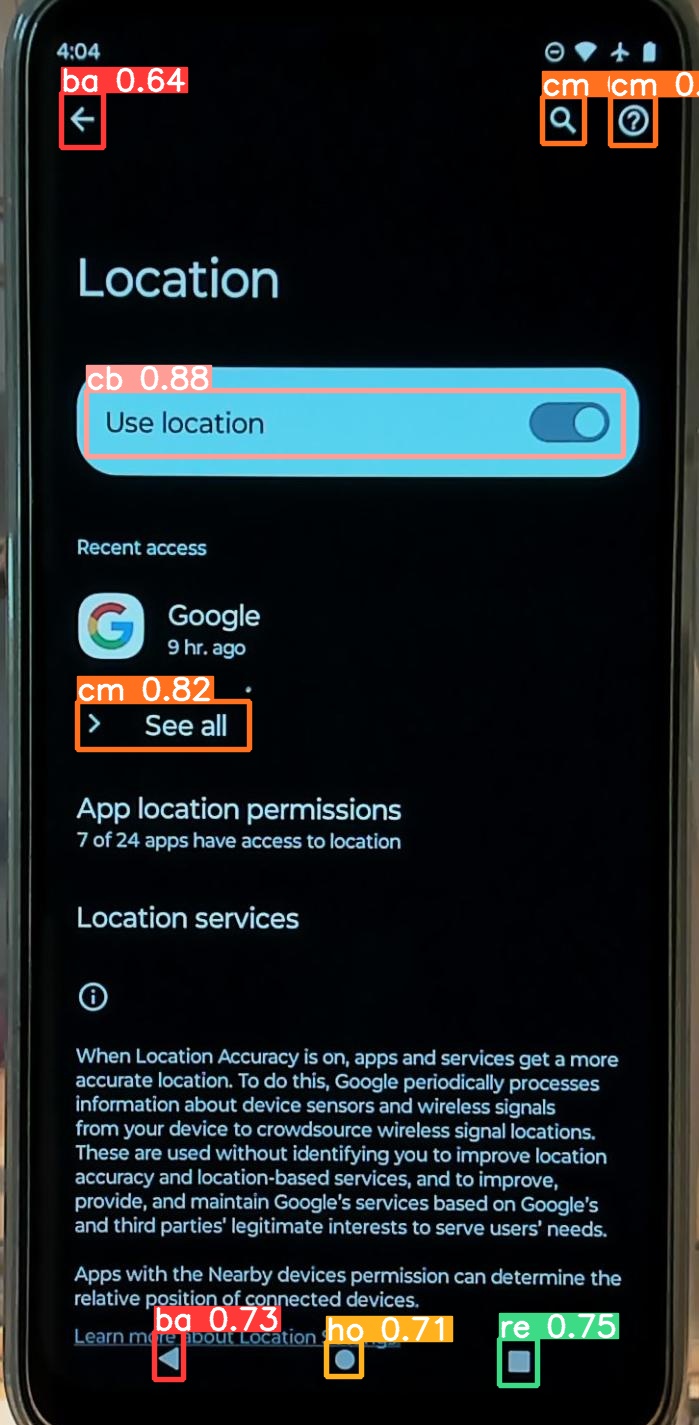 4:04
ba 0.64
cm
cm 0.
Location
cb 0.88
Use location
Recent access
Google
9 hr. ago
cm 0.82
See all
App location permissions
7 of 24 apps have access to location
Location services
When Location Accuracy is on, apps and services get a more
accurate location. To do this, Google periodically processes
information about device sensors and wireless signals
from your device to crowdsource wireless signal locations.
These are used without identifying you to improve location
accuracy and location-based services, and to improve,
provide, and maintain Google's services based on Google's
and third parties' legitimate interests to serve users' needs.
Apps with the Nearby devices permission can determine the
relative position of connected devices.
ba 0.73
ho 0.71
re 0.75
Learn more about Location